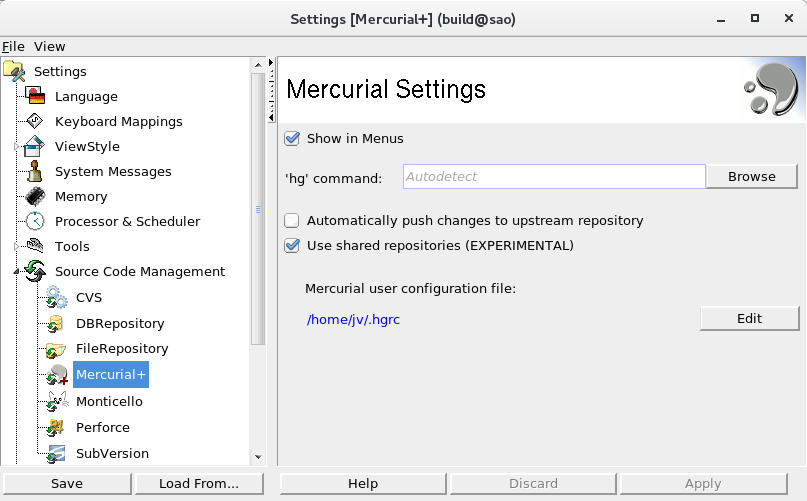 Settings [Mercurial+] (build@sao)
File View
Settings
Language
Keyboard Mappings
ViewStyle
System Messages
Memory
Processor & Scheduler
Tools
Source Code Management
CVS
DBRepository
FileRepository
Mercurial+
Monticello
Perforce
SubVersion
Mercurial Settings
Show in Menus
'hg' command: Autodetect Browse
Automatically push changes to upstream repository
Use shared repositories (EXPERIMENTAL)
Mercurial user configuration file:
/home/jv/.hgrc Edit
Save Load From... Help Discard Apply